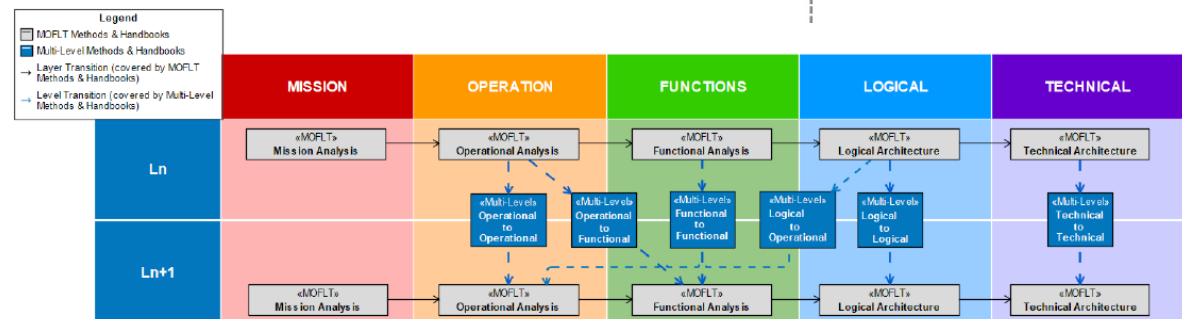 Legend
MOFLT Methods & Handbooks
Multi-Level Methods & Handbooks
Layer Transition (covered by MOFLT
Methods & Handbooks)
Level Transition (covered by Multi-Level
Methods & Handbooks)
MISSION
OPERATION
FUNCTIONS
LOGICAL
TECHNICAL
Ln
«MOFLT»
Mission Analysis
«MOFLT»
Operational Analysis
«MOFLT»
Functional Analysis
«MOFLT»
Logical Architecture
«MOFLT»
Technical Architecture
«Multi-Level»
Operational
to
Operational
«Multi-Level»
Operational
to
Functional
«Multi-Level»
Functional
to
Functional
«Multi-Level»
Logical
to
Operational
«Multi-Level»
Logical
to
Logical
«Multi-Level»
Technical
to
Technical
Ln+1
«MOFLT»
Mission Analysis
«MOFLT»
Operational Analysis
«MOFLT»
Functional Analysis
«MOFLT»
Logical Architecture
«MOFLT»
Technical Architecture